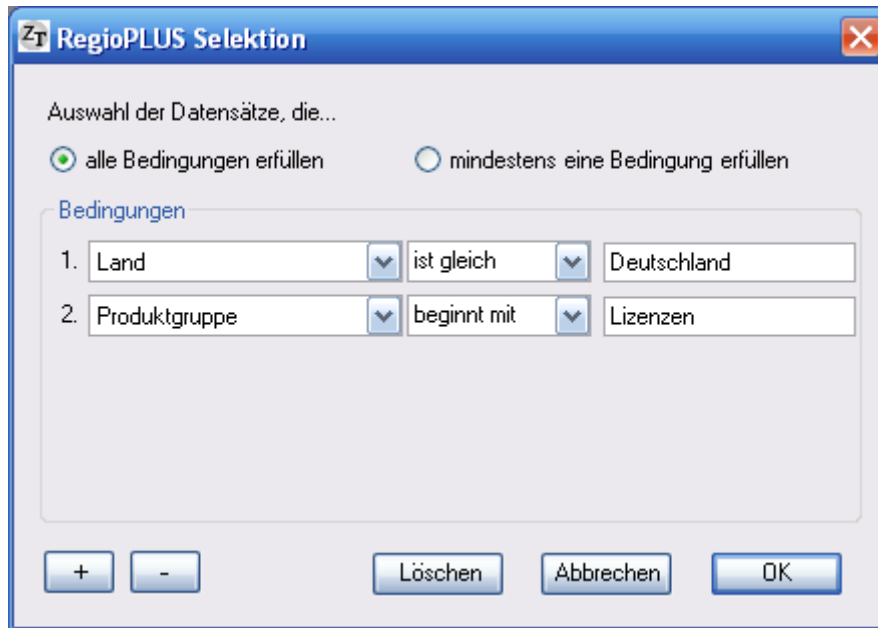 ZT RegioPLUS Selektion
Auswahl der Datensätze, die...
alle Bedingungen erfüllen mindestens eine Bedingung erfüllen
Bedingungen
1. Land ist gleich Deutschland
2. Produktgruppe beginnt mit Lizenzen
+ - Löschen Abbrechen OK